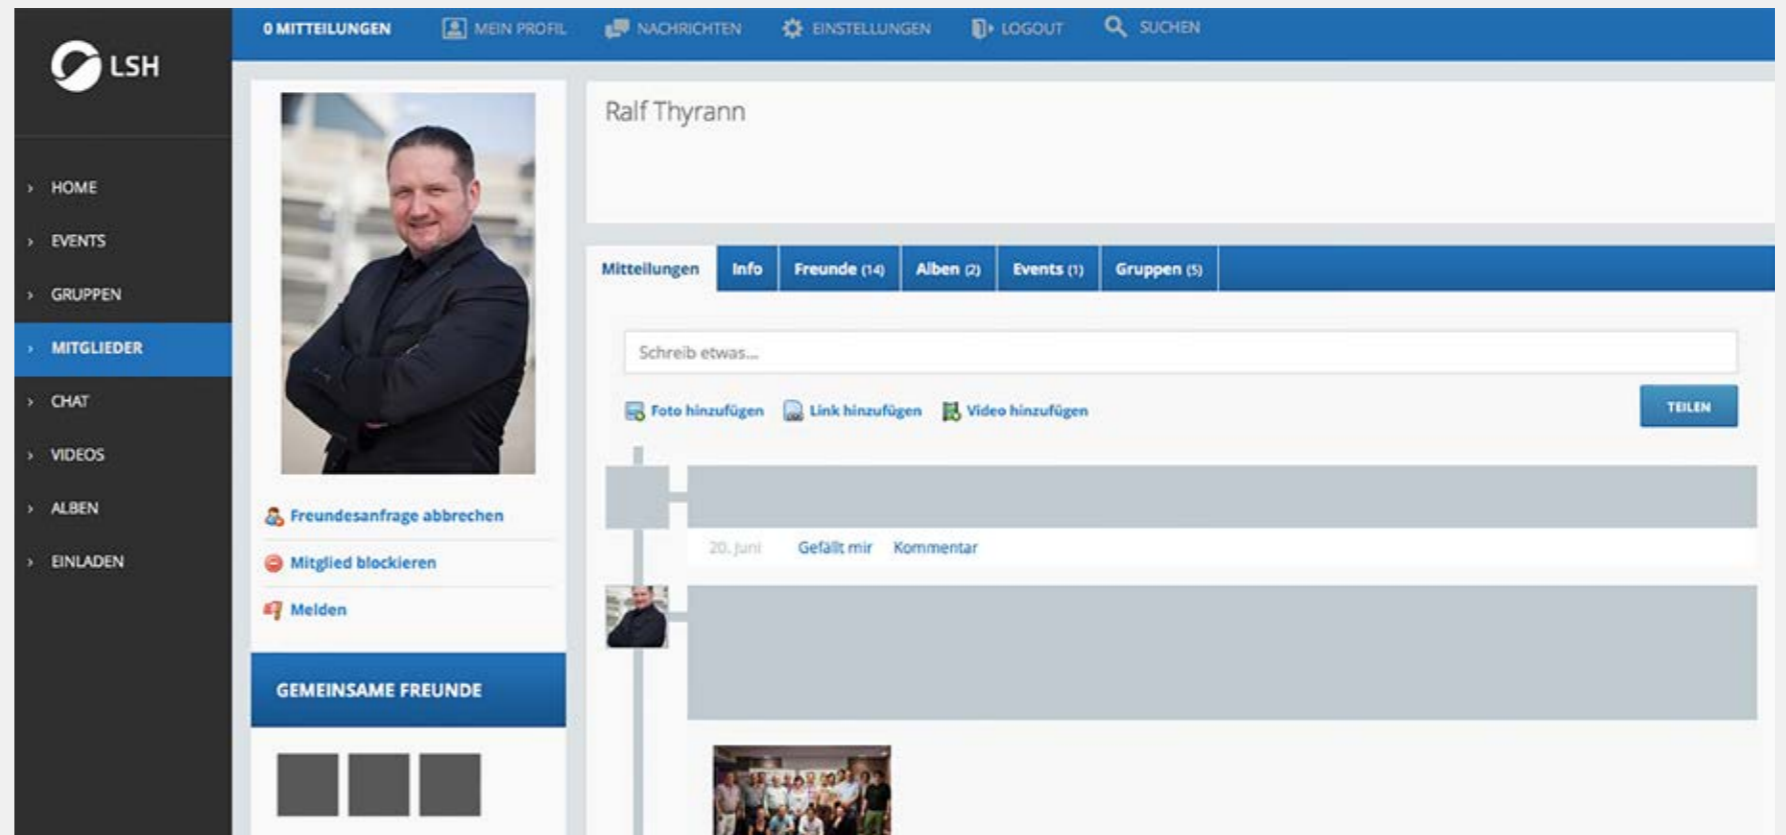 LSH
HOME
EVENTS
GRUPPEN
MITGLIEDER
CHAT
VIDEOS
ALBEN
EINLADEN
0 MITTEILUNGEN MEIN PROFIL NACHRICHTEN EINSTELLUNGEN LOGOUT SUCHEN
Freundesanfrage abbrechen
Mitglied blockieren
Melden
GEMEINSAME FREUNDE
Ralf Thyrann
Mitteilungen Info Freunde (14) Alben (2) Events (1) Gruppen (5)
Schreib etwas...
Foto hinzufügen Link hinzufügen Video hinzufügen TEILEN
20. Juni Gefällt mir Kommentar